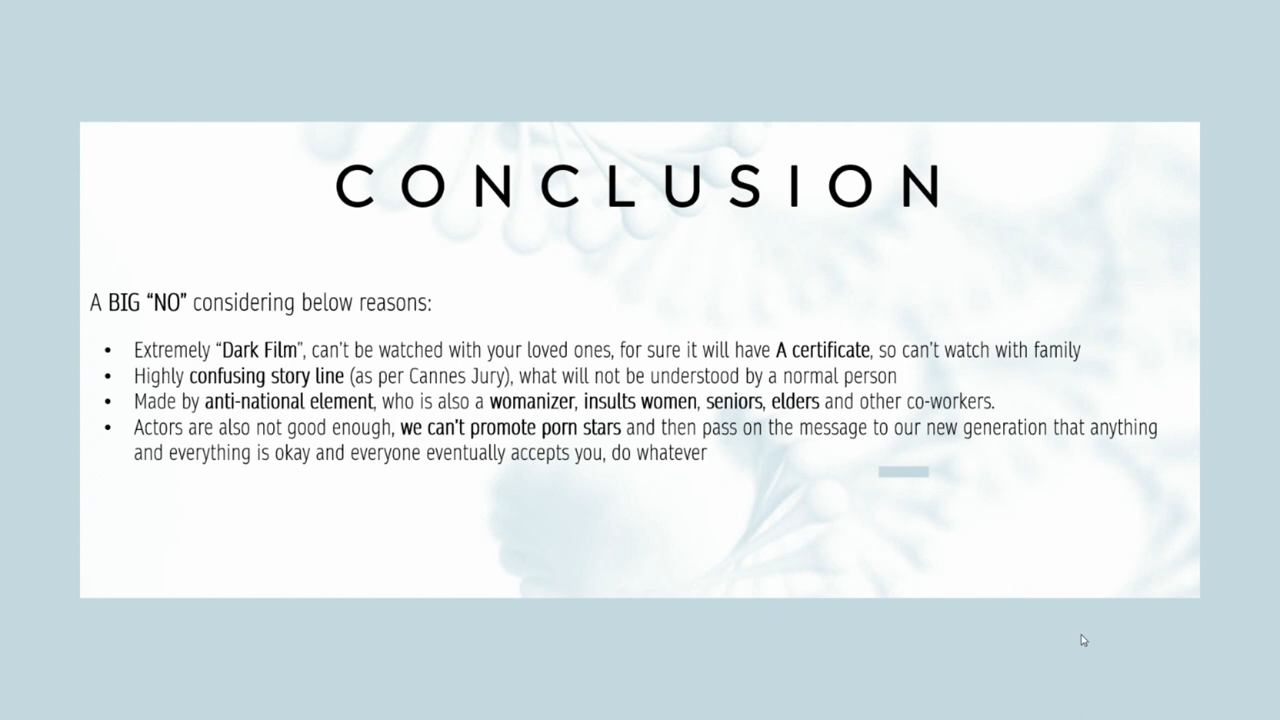 CONCLUSION
A BIG “NO” considering below reasons:
• Extremely “Dark Film”, can’t be watched with your loved ones, for sure it will have A certificate, so can’t watch with family
• Highly confusing story line (as per Cannes Jury), what will not be understood by a normal person
• Made by anti-national element, who is also a womanizer, insults women, seniors, elders and other co-workers.
• Actors are also not good enough, we can’t promote porn stars and then pass on the message to our new generation that anything
and everything is okay and everyone eventually accepts you, do whatever